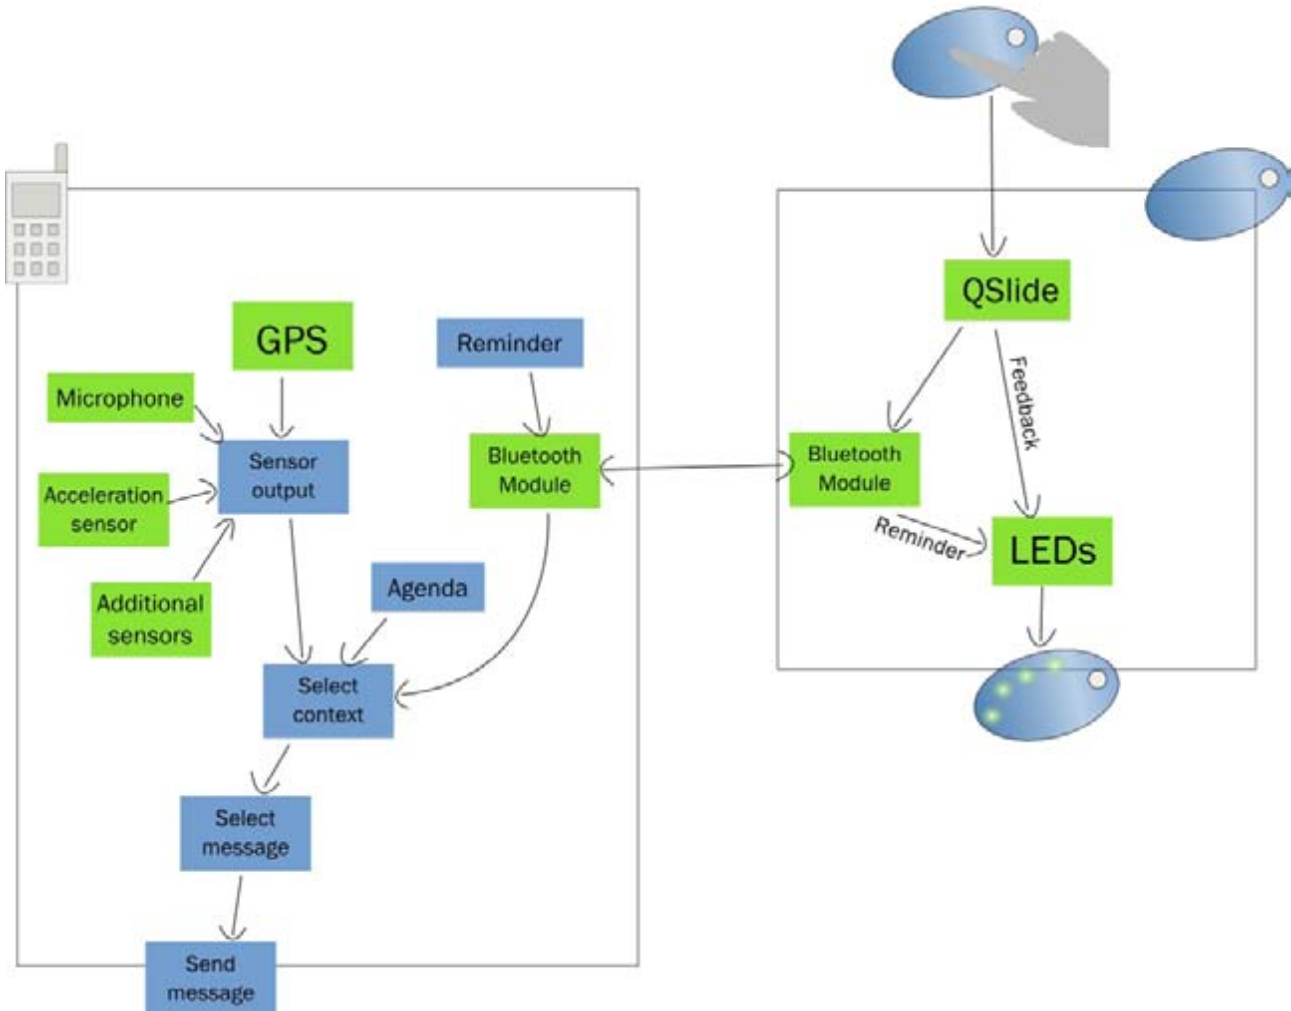 GPS
Reminder
Microphone
Sensor
output
Bluetooth
Module
Acceleration
sensor
Agenda
Additional
sensors
Select
context
Select
message
Send
message
QSlide
Feedback
Bluetooth
Module
Reminder
LEDs